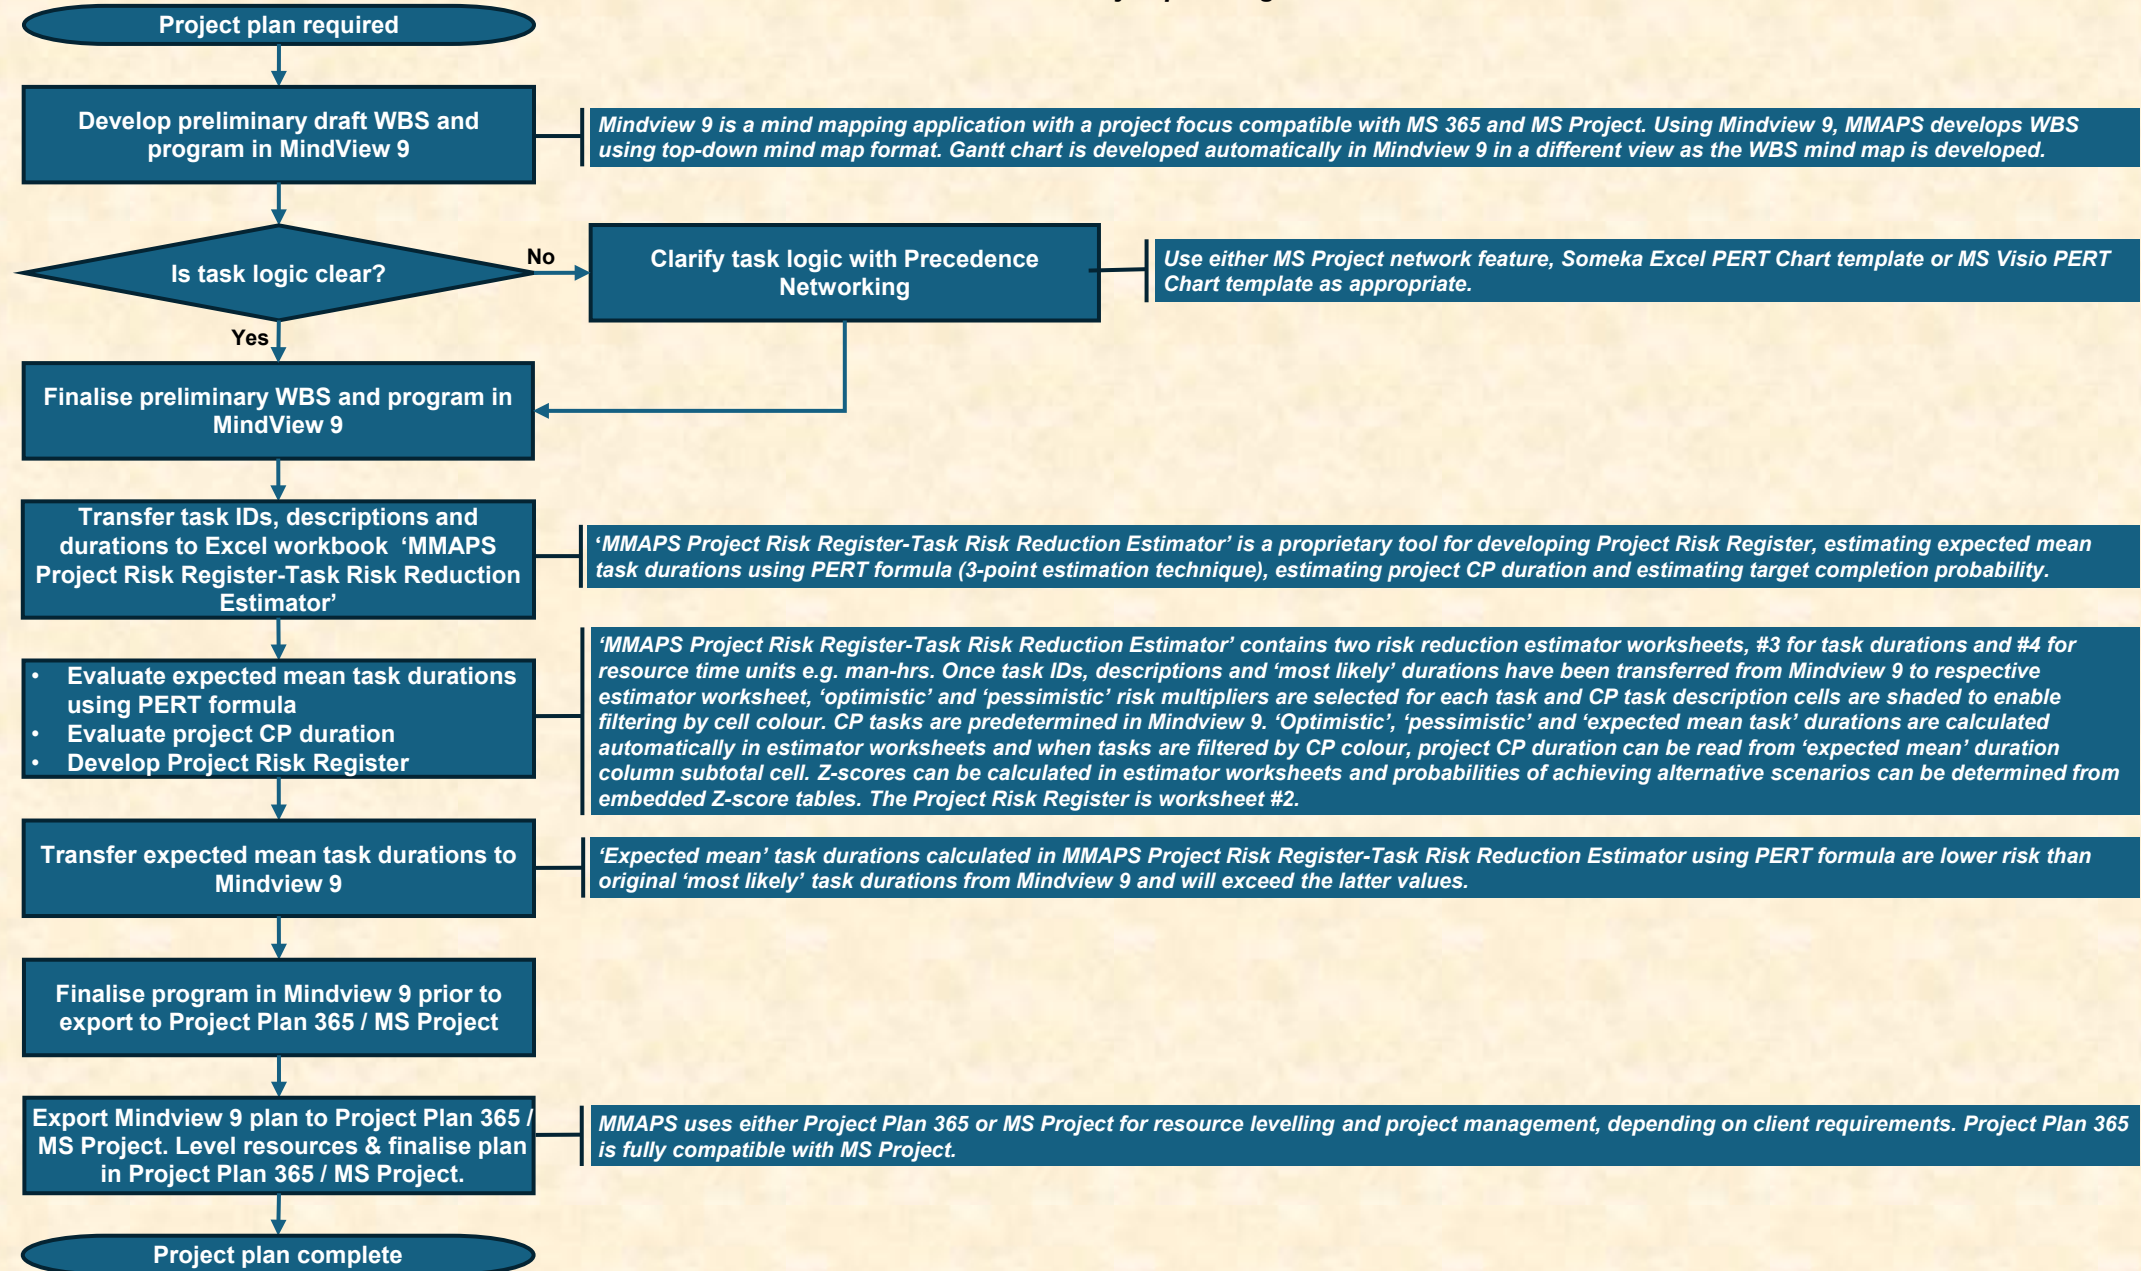 Project plan required
Develop preliminary draft WBS and
program in MindView 9
Mindview 9 is a mind mapping application with a project focus compatible with MS 365 and MS Project. Using Mindview 9, MMAPS develops WBS
using top-down mind map format. Gantt chart is developed automatically in Mindview 9 in a different view as the WBS mind map is developed.
Is task logic clear?
No
Clarify task logic with Precedence
Networking
Use either MS Project network feature, Someka Excel PERT Chart template or MS Visio PERT
Chart template as appropriate.
Yes
Finalise preliminary WBS and program in
MindView 9
Transfer task IDs, descriptions and
durations to Excel workbook ‘MMAPS
Project Risk Register-Task Risk Reduction
Estimator’
‘MMAPS Project Risk Register-Task Risk Reduction Estimator’ is a proprietary tool for developing Project Risk Register, estimating expected mean
task durations using PERT formula (3-point estimation technique), estimating project CP duration and estimating target completion probability.
• Evaluate expected mean task durations
using PERT formula
• Evaluate project CP duration
• Develop Project Risk Register
‘MMAPS Project Risk Register-Task Risk Reduction Estimator’ contains two risk reduction estimator worksheets, #3 for task durations and #4 for
resource time units e.g. man-hrs. Once task IDs, descriptions and ‘most likely’ durations have been transferred from Mindview 9 to respective
estimator worksheet, ‘optimistic’ and ‘pessimistic’ risk multipliers are selected for each task and CP task description cells are shaded to enable
filtering by cell colour. CP tasks are predetermined in Mindview 9. ‘Optimistic’, ‘pessimistic’ and ‘expected mean task’ durations are calculated
automatically in estimator worksheets and when tasks are filtered by CP colour, project CP duration can be read from ‘expected mean’ duration
column subtotal cell. Z-scores can be calculated in estimator worksheets and probabilities of achieving alternative scenarios can be determined from
embedded Z-score tables. The Project Risk Register is worksheet #2.
Transfer expected mean task durations to
Mindview 9
‘Expected mean’ task durations calculated in MMAPS Project Risk Register-Task Risk Reduction Estimator using PERT formula are lower risk than
original ‘most likely’ task durations from Mindview 9 and will exceed the latter values.
Finalise program in Mindview 9 prior to
export to Project Plan 365 / MS Project
Export Mindview 9 plan to Project Plan 365 /
MS Project. Level resources & finalise plan
in Project Plan 365 / MS Project.
MMAPS uses either Project Plan 365 or MS Project for resource levelling and project management, depending on client requirements. Project Plan 365
is fully compatible with MS Project.
Project plan complete